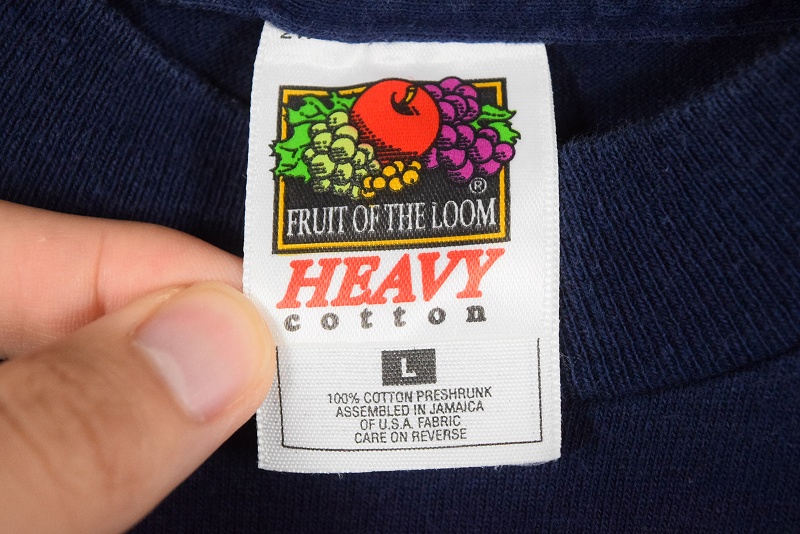 ®
FRUIT OF THE LOOM
HEAVY
cotton
L
100% COTTON PRESHRUNK
ASSEMBLED IN JAMAICA
OF U.S.A. FABRIC
CARE ON REVERSE